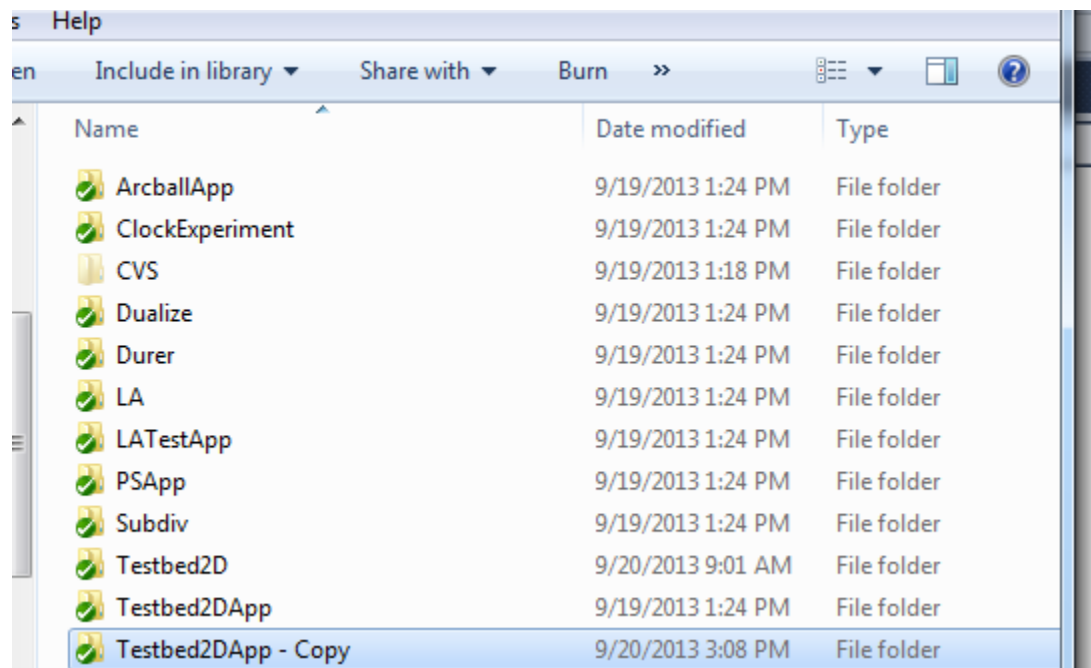 s Help
en Include in library Share with Burn »
Name Date modified Type
ArcballApp 9/19/2013 1:24 PM File folder
ClockExperiment 9/19/2013 1:24 PM File folder
CVS 9/19/2013 1:18 PM File folder
Dualize 9/19/2013 1:24 PM File folder
Durer 9/19/2013 1:24 PM File folder
LA 9/19/2013 1:24 PM File folder
LATestApp 9/19/2013 1:24 PM File folder
PSApp 9/19/2013 1:24 PM File folder
Subdiv 9/19/2013 1:24 PM File folder
Testbed2D 9/20/2013 9:01 AM File folder
Testbed2DApp 9/19/2013 1:24 PM File folder
Testbed2DApp - Copy 9/20/2013 3:08 PM File folder